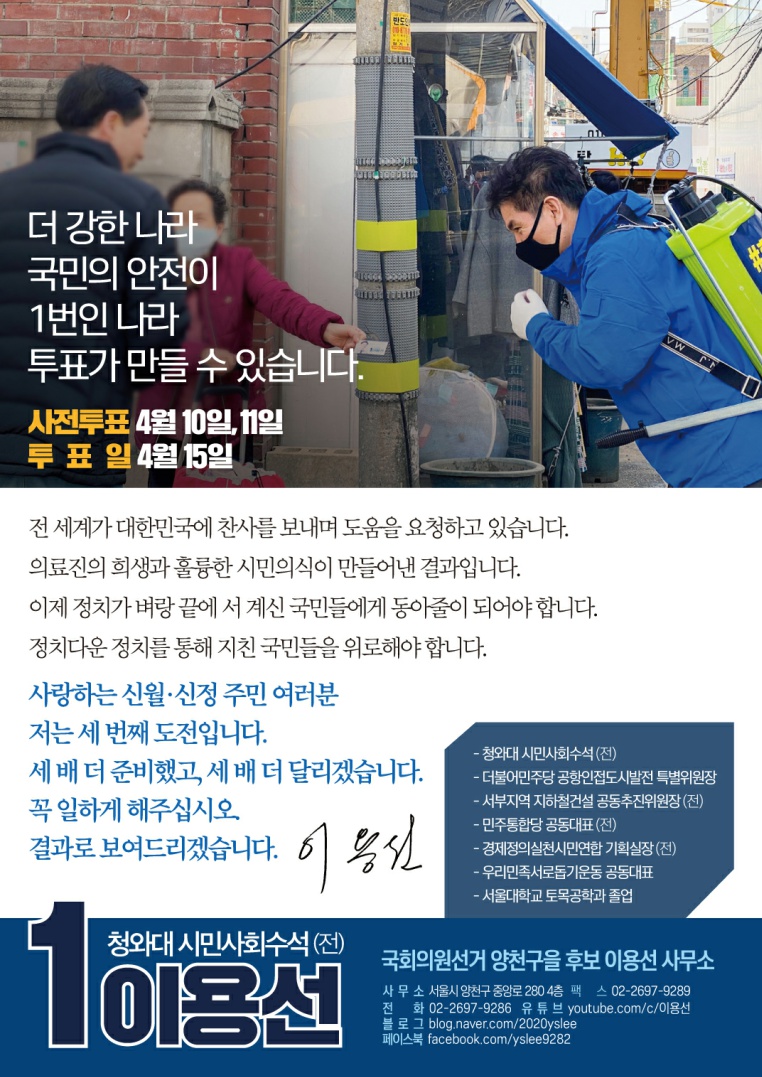 더 강한 나라
국민의 안전이
1번인 나라
투표가 만들 수 있습니다.
사전투표 4월 10일, 11일
투 표 일 4월 15일
전 세계가 대한민국에 찬사를 보내며 도움을 요청하고 있습니다.
의료진의 희생과 훌륭한 시민의식이 만들어낸 결과입니다.
이제 정치가 벼랑 끝에 서 계신 국민들에게 동아줄이 되어야 합니다.
정치다운 정치를 통해 지친 국민들을 위로해야 합니다.
사랑하는 신월·신정 주민 여러분
저는 세 번째 도전입니다.
세 배 더 준비했고, 세 배 더 달리겠습니다.
꼭 일하게 해주십시오.
결과로 보여드리겠습니다.
이용선
- 청와대 시민사회수석 (전)
- 더불어민주당 공항인접도시발전 특별위원장
- 서부지역 지하철건설 공동추진위원장 (전)
- 민주통합당 공동대표 (전)
- 경제정의실천시민연합 기획실장 (전)
- 우리민족서로돕기운동 공동대표
- 서울대학교 토목공학과 졸업
1
청와대 시민사회수석 (전)
이용선
국회의원선거 양천구을 후보 이용선 사무소
사 무 소 서울시 양천구 중앙로 280 4층 팩 스 02-2697-9289
전 화 02-2697-9286 유 튜 브 youtube.com/c/이용선
블 로 그 blog.naver.com/2020yslee
페이스북 facebook.com/yslee9282